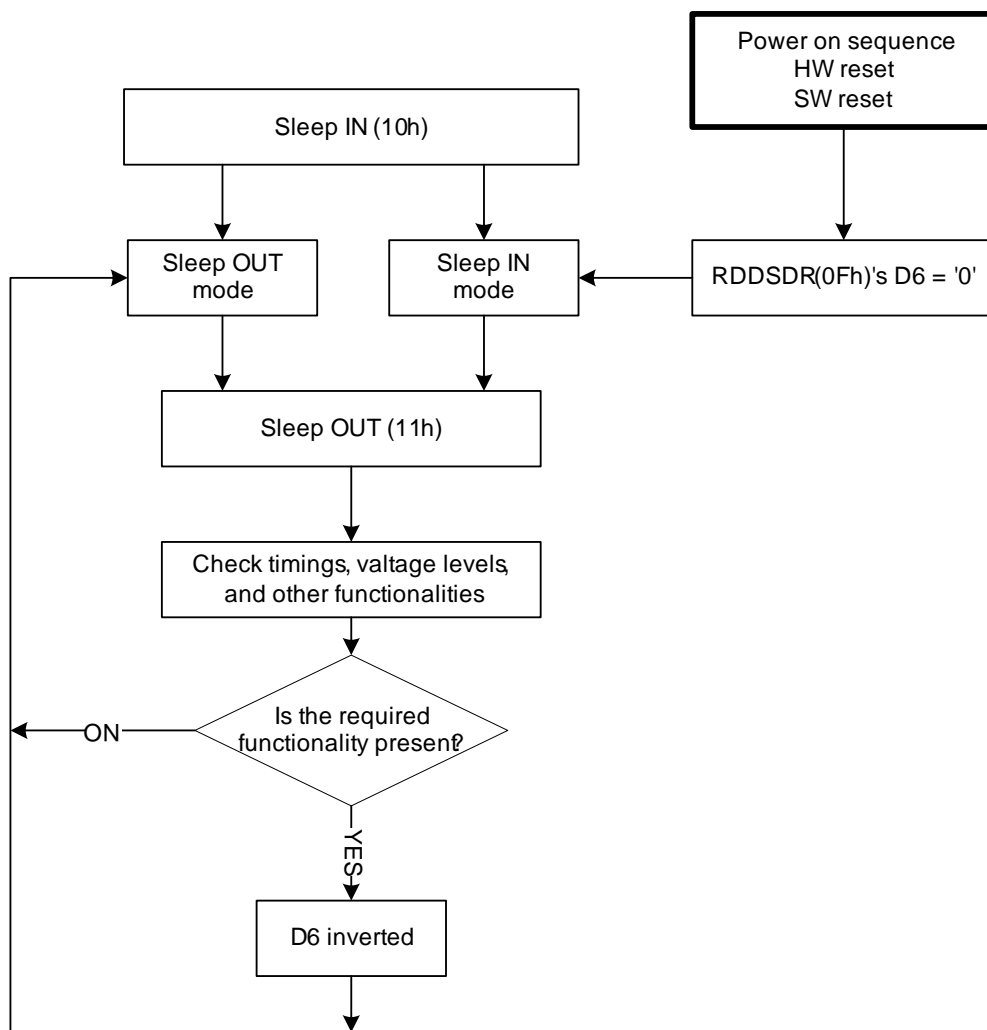 Power on sequence
HW reset
SW reset
Sleep IN (10h)
Sleep OUT
mode
Sleep IN
mode
RDDSDR(0Fh)'s D6 = '0'
Sleep OUT (11h)
Check timings, valtage levels,
and other functionalities
Is the required
functionality present?
ON
YES
D6 inverted